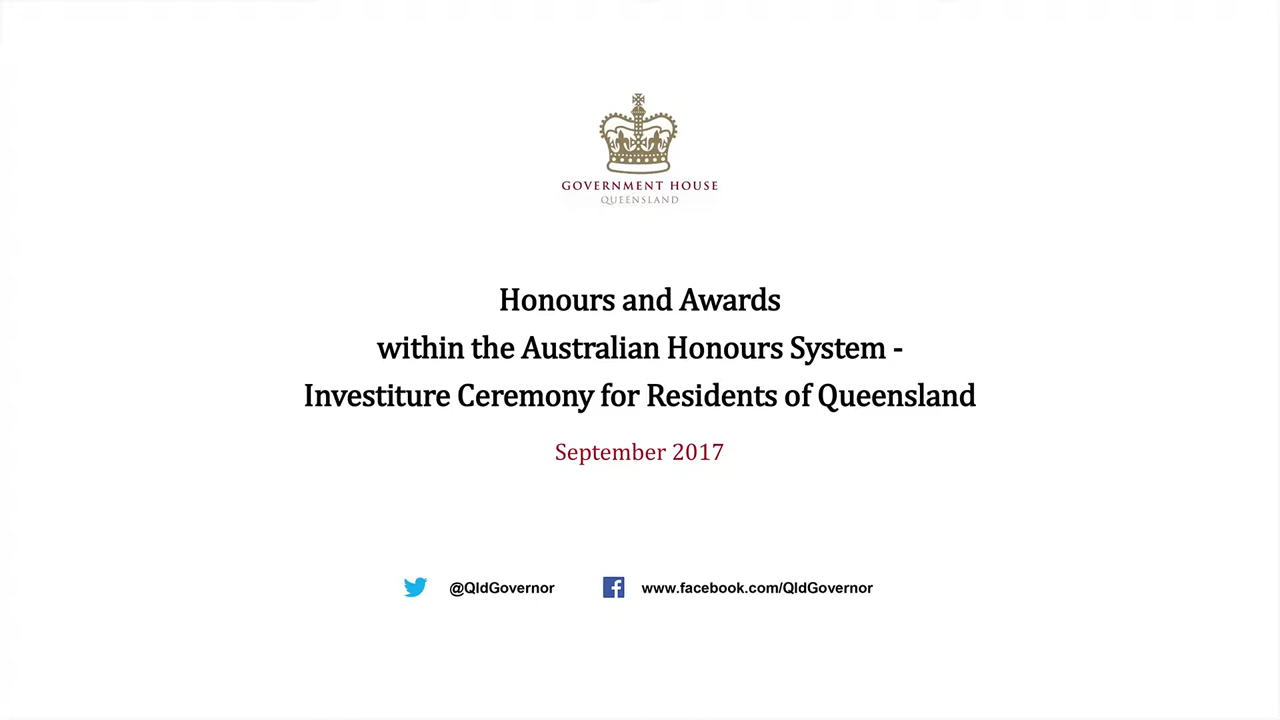 GOVERNMENT HOUSE
QUEENSLAND
Honours and Awards
within the Australian Honours System -
Investiture Ceremony for Residents of Queensland
September 2017
@QldGovernor www.facebook.com/QldGovernor